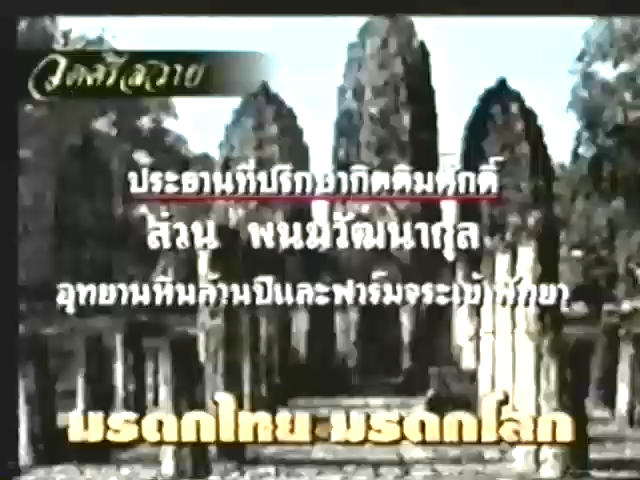 วัดศรีสวาย
ประธานที่ปรึกษากิตติมศักดิ์
ส่วน พนมวัฒนากุล
อุทยานหินล้านปีและฟาร์มจระเข้ พัทยา
มรดกไทย มรดกโลก